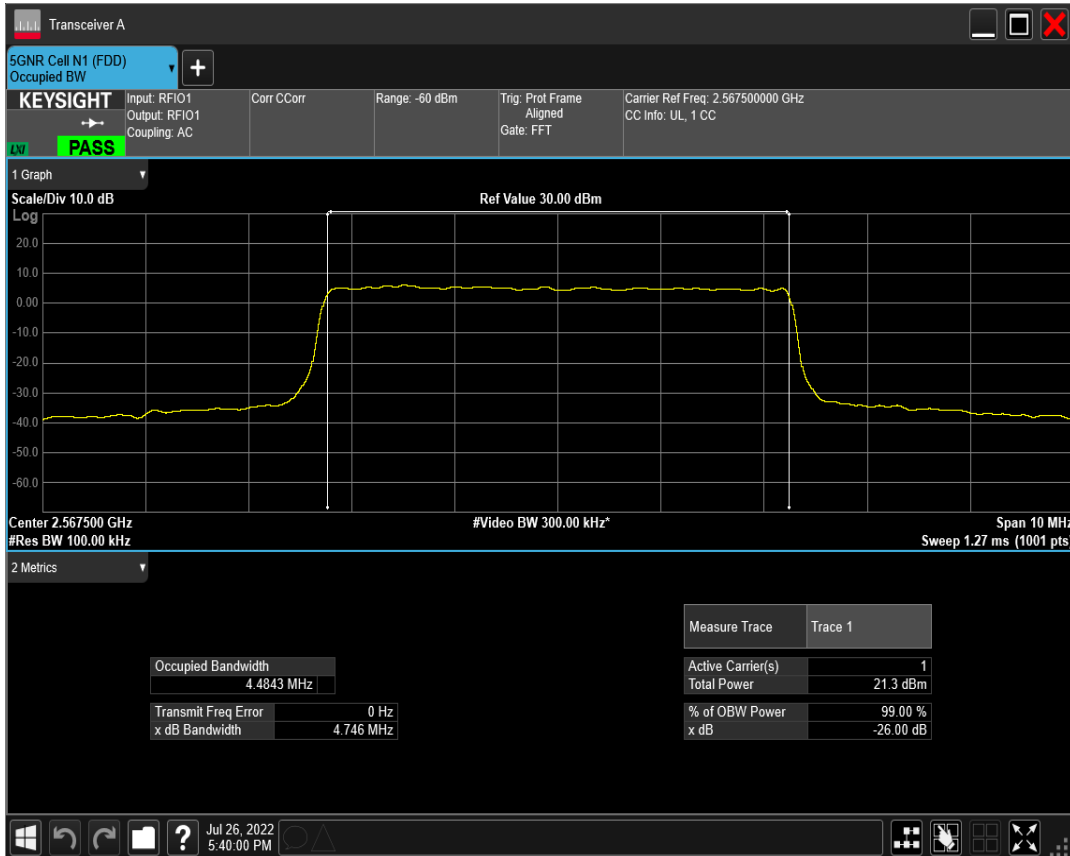 Transceiver A
5GNR Cell N1 (FDD)
Occupied BW
+
KEYSIGHT
LXI
PASS
Input: RFIO1
Output: RFIO1
Coupling: AC
Corr CCorr
Range: -60 dBm
Trig: Prot Frame
Aligned
Gate: FFT
Carrier Ref Freq: 2.567500000 GHz
CC Info: UL, 1 CC
1 Graph
Scale/Div 10.0 dB
Ref Value 30.00 dBm
Log
20.0
10.0
0.00
-10.0
-20.0
-30.0
-40.0
-50.0
-60.0
Center 2.567500 GHz
#Video BW 300.00 kHz*
Span 10 MHz
#Res BW 100.00 kHz
Sweep 1.27 ms (1001 pts)
2 Metrics
Measure Trace Trace 1
Occupied Bandwidth
4.4843 MHz
Active Carrier(s) 1
Total Power 21.3 dBm
Transmit Freq Error 0 Hz
x dB Bandwidth 4.746 MHz
% of OBW Power 99.00 %
x dB -26.00 dB
?
Jul 26, 2022
5:40:00 PM